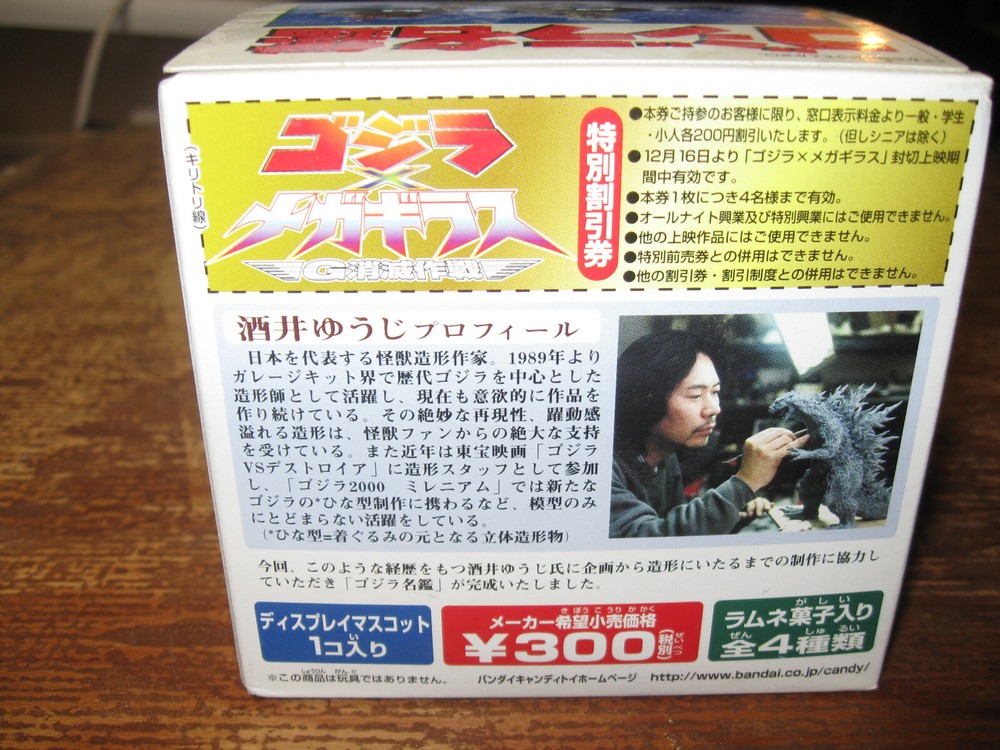 ゴジラ名鑑
(キリトリ線)
ゴジラ
×
メガギラス
G消滅作戦
特別割引券
●本券ご持参のお客様に限り、窓口表示料金より一般・学生
・小人各200円割引いたします。(但しシニアは除く)
●12月16日より「ゴジラ×メガギラス」封切上映期
間中有効です。
●本券1枚につき4名様まで有効。
●オールナイト興業及び特別興業にはご使用できません。
●他の上映作品にはご使用できません。
●特別前売券との併用はできません。
●他の割引券・割引制度との併用はできません。
酒井ゆうじプロフィール
日本を代表する怪獣造形作家。1989年より
ガレージキット界で歴代ゴジラを中心とした
造形師として活躍し、現在も意欲的に作品を
作り続けている。その絶妙な再現性、躍動感
溢れる造形は、怪獣ファンからの絶大な支持
を受けている。また近年は東宝映画「ゴジラ
VSデストロイア」に造形スタッフとして参加
し、「ゴジラ2000 ミレニアム」では新たな
ゴジラの*ひな型制作に携わるなど、模型のみ
にとどまらない活躍をしている。
(*ひな型=着ぐるみの元となる立体造形物)
今回、このような経歴をもつ酒井ゆうじ氏に企画から造形にいたるまでの制作に協力し
ていただき「ゴジラ名鑑」が完成いたしました。
ディスプレイマスコット
1コ入り
メーカー希望小売価格
¥300(税別)
ラムネ菓子入り
全4種類
※この商品は玩具ではありません。
バンダイキャンディトイホームページ http://www.bandai.co.jp/candy/